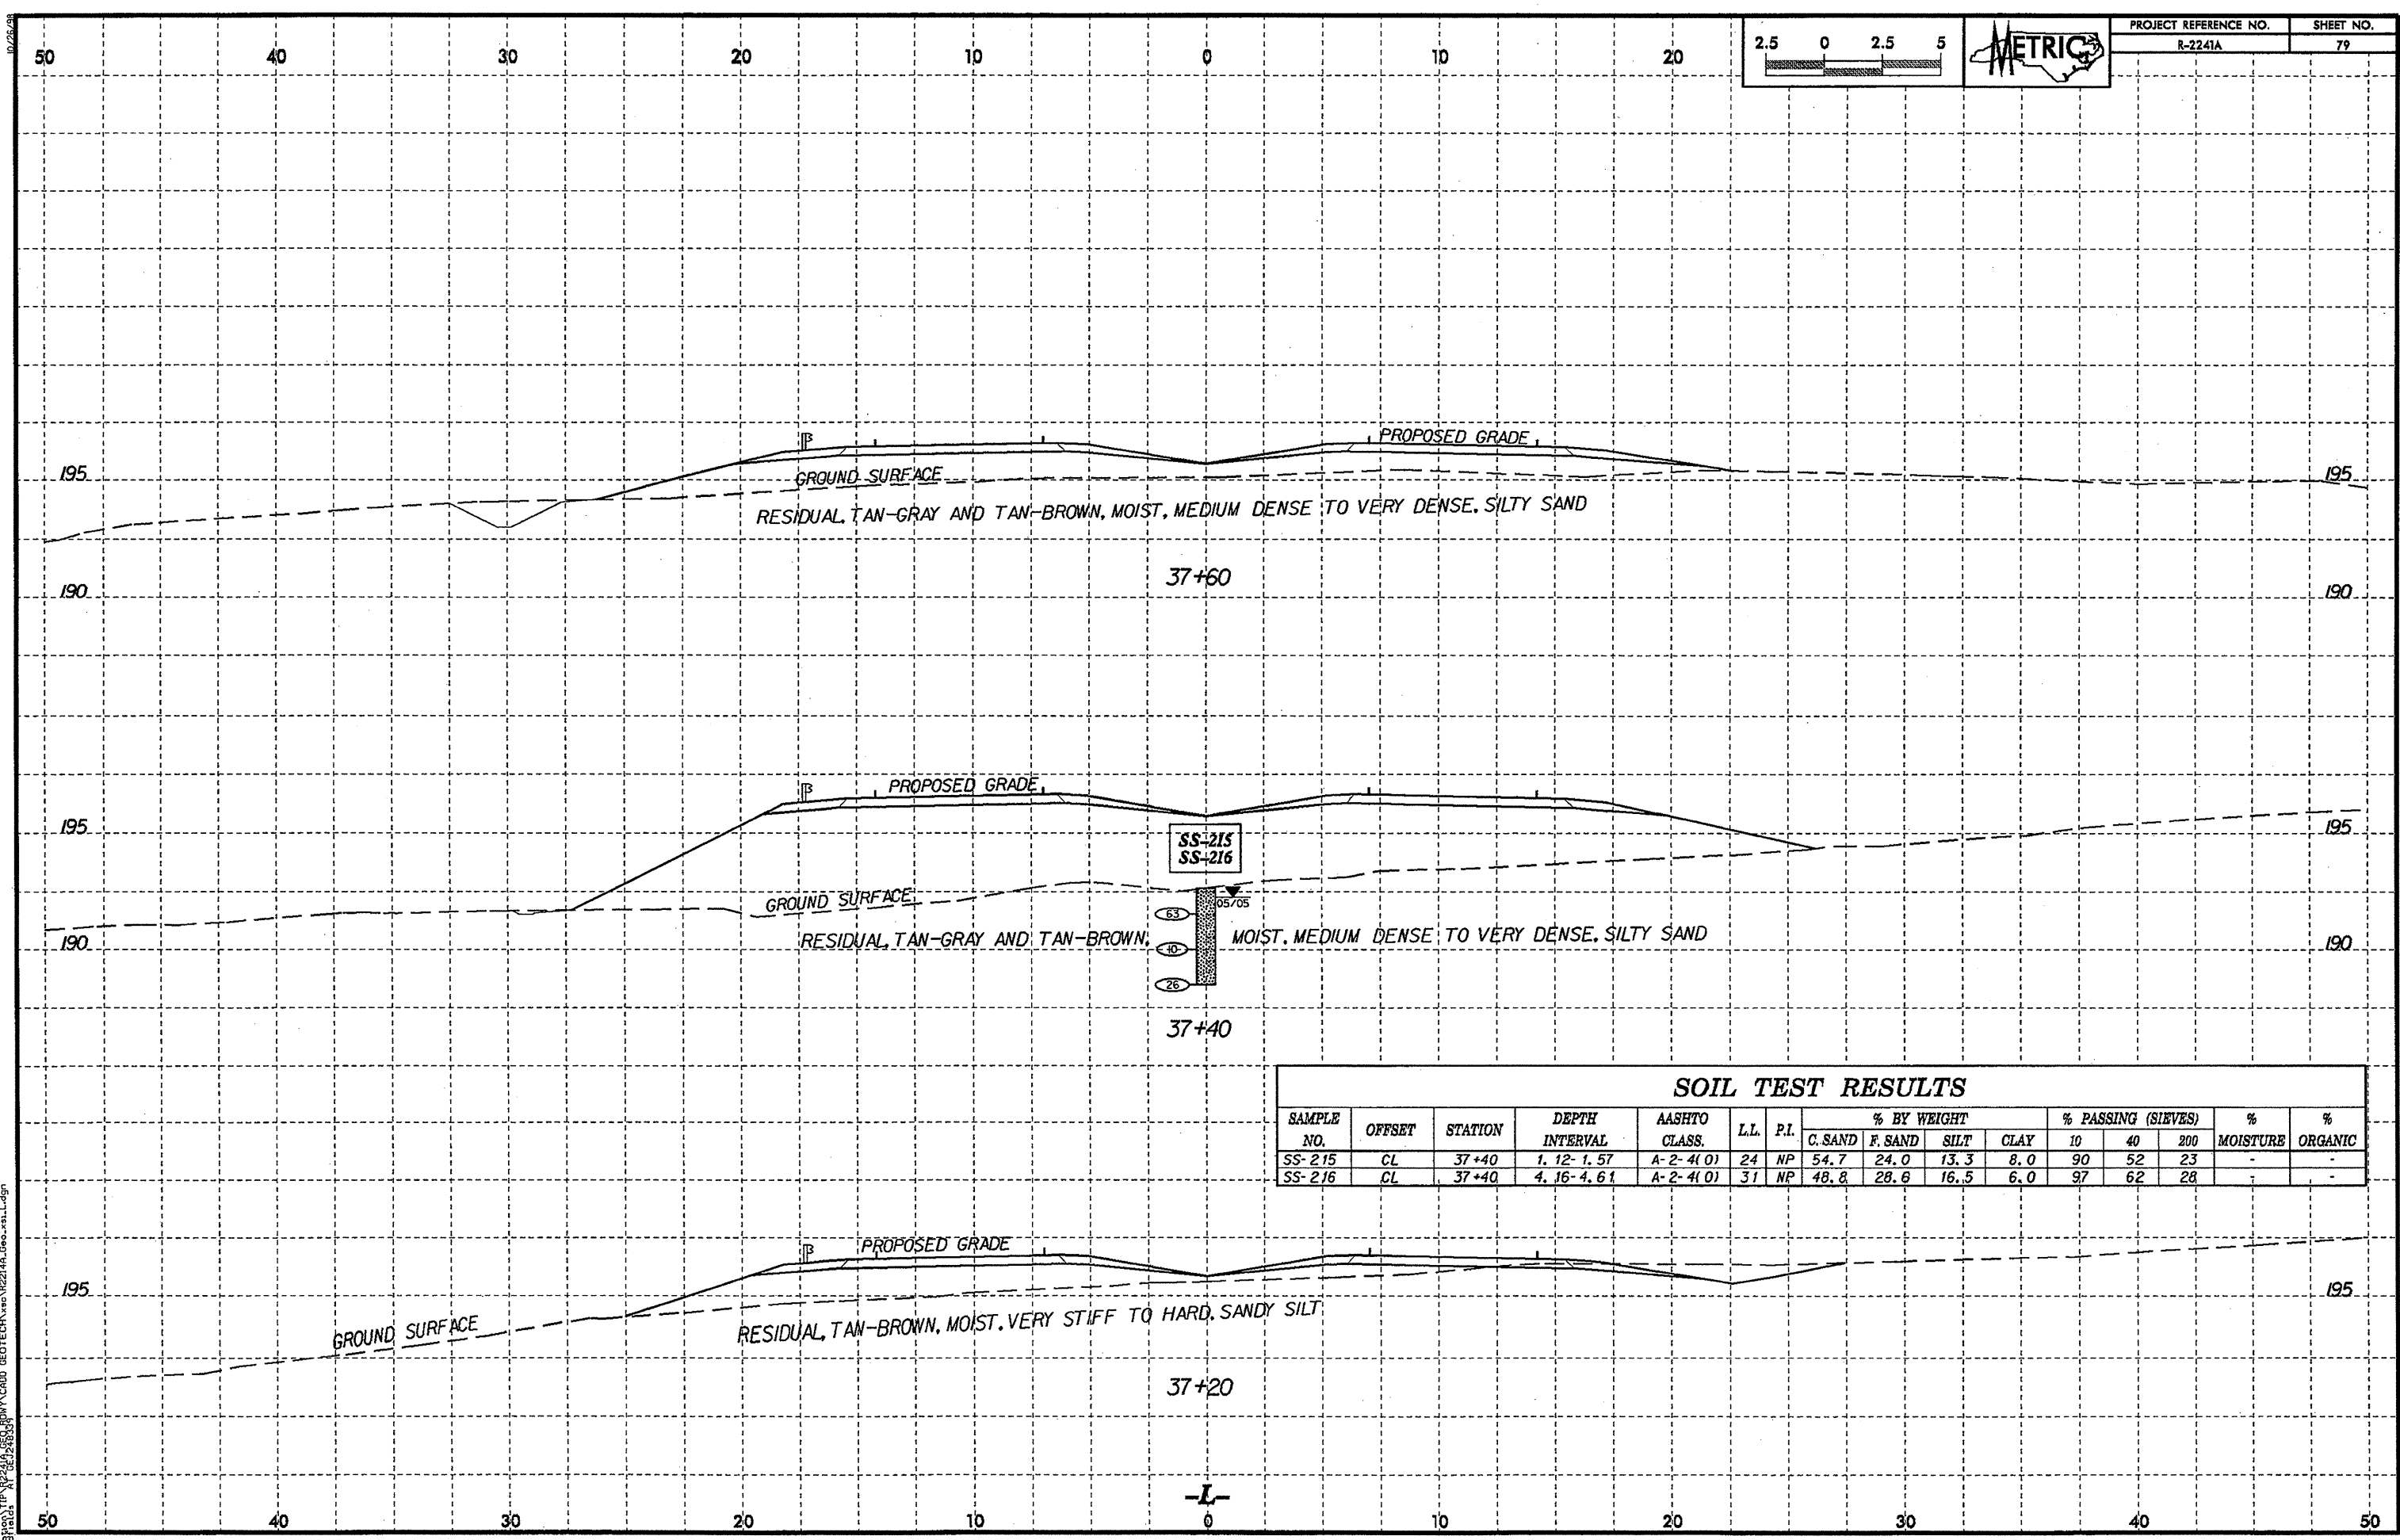 10/26/98
50 40 30 20 10 0 10 20
2.5 0 2.5 5
METRIC
PROJECT REFERENCE NO. SHEET NO.
R-2241A 79
PROPOSED GRADE
195 GROUND SURFACE 195
RESIDUAL, TAN-GRAY AND TAN-BROWN, MOIST, MEDIUM DENSE TO VERY DENSE, SILTY SAND
37+60
190 190
PROPOSED GRADE
195 195
SS-215
SS-216
GROUND SURFACE
05/05
63
RESIDUAL, TAN-GRAY AND TAN-BROWN, MOIST, MEDIUM DENSE TO VERY DENSE, SILTY SAND
190 10 190
26
37+40
SOIL TEST RESULTS
SAMPLE NO. OFFSET STATION DEPTH INTERVAL AASHTO CLASS. L.L. P.I. % BY WEIGHT % PASSING (SIEVES) % MOISTURE % ORGANIC
C. SAND F. SAND SILT CLAY 10 40 200
SS-215 CL 37+40 1.12-1.57 A-2-4(0) 24 NP 54.7 24.0 13.3 8.0 90 52 23 - -
SS-216 CL 37+40 4.16-4.61 A-2-4(0) 31 NP 48.8 28.6 16.5 6.0 97 62 28 - -
PROPOSED GRADE
195 195
GROUND SURFACE
RESIDUAL, TAN-BROWN, MOIST, VERY STIFF TO HARD, SANDY SILT
37+20
-L-
50 40 30 20 10 0 10 20 30 40 50